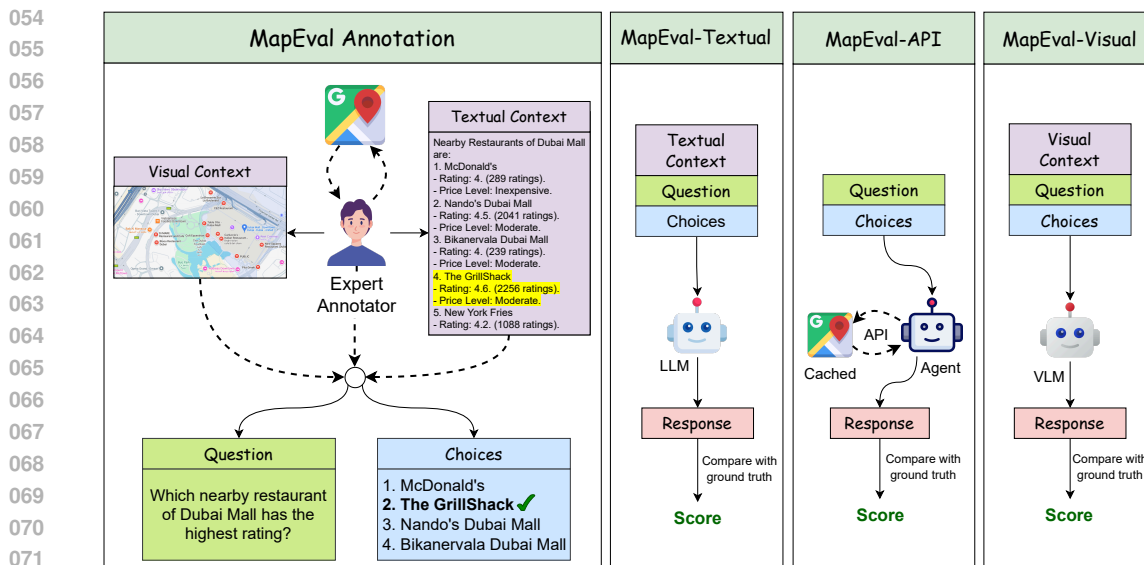 054
055
056
057
058
059
060
061
062
063
064
065
066
067
068
069
070
071
MapEval Annotation
G
Visual Context
Expert
Annotator
Textual Context
Nearby Restaurants of Dubai Mall
are:
1. McDonald's
- Rating: 4. (289 ratings).
- Price Level: Inexpensive.
2. Nando's Dubai Mall
- Rating: 4.5. (2041 ratings).
- Price Level: Moderate.
3. Bikanervala Dubai Mall
- Rating: 4. (239 ratings).
- Price Level: Moderate.
4. The GrillShack
- Rating: 4.6. (2256 ratings).
- Price Level: Moderate.
5. New York Fries
- Rating: 4.2. (1088 ratings).
Question
Which nearby restaurant
of Dubai Mall has the
highest rating?
Choices
1. McDonald's
2. The GrillShack
3. Nando's Dubai Mall
4. Bikanervala Dubai Mall
MapEval-Textual
Textual
Context
Question
Choices
LLM
Response
Compare with
ground truth
Score
MapEval-API
Question
Choices
G
API
Cached
Agent
Response
Compare with
ground truth
Score
MapEval-Visual
Visual
Context
Question
Choices
VLM
Response
Compare with
ground truth
Score